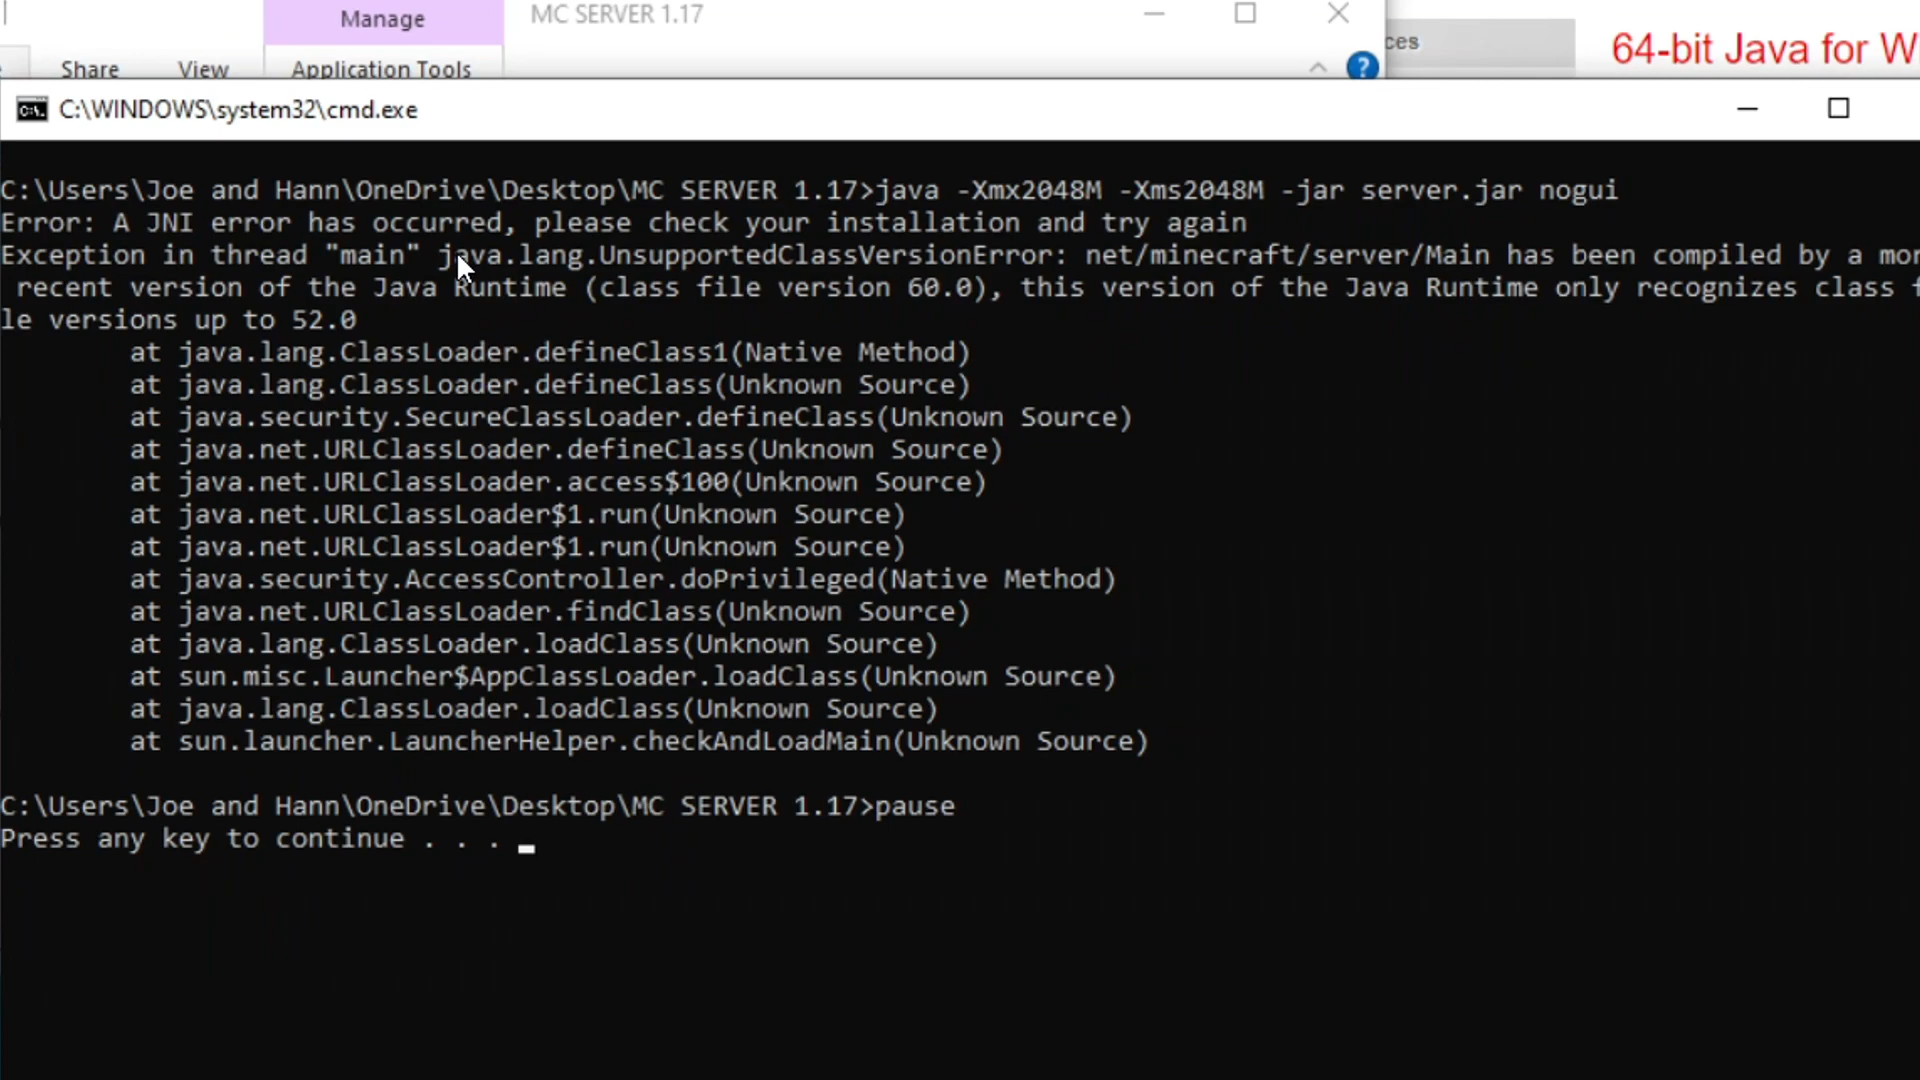 Manage
MC SERVER 1.17
ces
64-bit Java for W
Share
View
Application Tools
?
C:\WINDOWS\system32\cmd.exe
C:\Users\Joe and Hann\OneDrive\Desktop\MC SERVER 1.17>java -Xmx2048M -Xms2048M -jar server.jar nogui
Error: A JNI error has occurred, please check your installation and try again
Exception in thread "main" java.lang.UnsupportedClassVersionError: net/minecraft/server/Main has been compiled by a mor
recent version of the Java Runtime (class file version 60.0), this version of the Java Runtime only recognizes class f
le versions up to 52.0
at java.lang.ClassLoader.defineClass1(Native Method)
at java.lang.ClassLoader.defineClass(Unknown Source)
at java.security.SecureClassLoader.defineClass(Unknown Source)
at java.net.URLClassLoader.defineClass(Unknown Source)
at java.net.URLClassLoader.access$100(Unknown Source)
at java.net.URLClassLoader$1.run(Unknown Source)
at java.net.URLClassLoader$1.run(Unknown Source)
at java.security.AccessController.doPrivileged(Native Method)
at java.net.URLClassLoader.findClass(Unknown Source)
at java.lang.ClassLoader.loadClass(Unknown Source)
at sun.misc.Launcher$AppClassLoader.loadClass(Unknown Source)
at java.lang.ClassLoader.loadClass(Unknown Source)
at sun.launcher.LauncherHelper.checkAndLoadMain(Unknown Source)
C:\Users\Joe and Hann\OneDrive\Desktop\MC SERVER 1.17>pause
Press any key to continue . . .